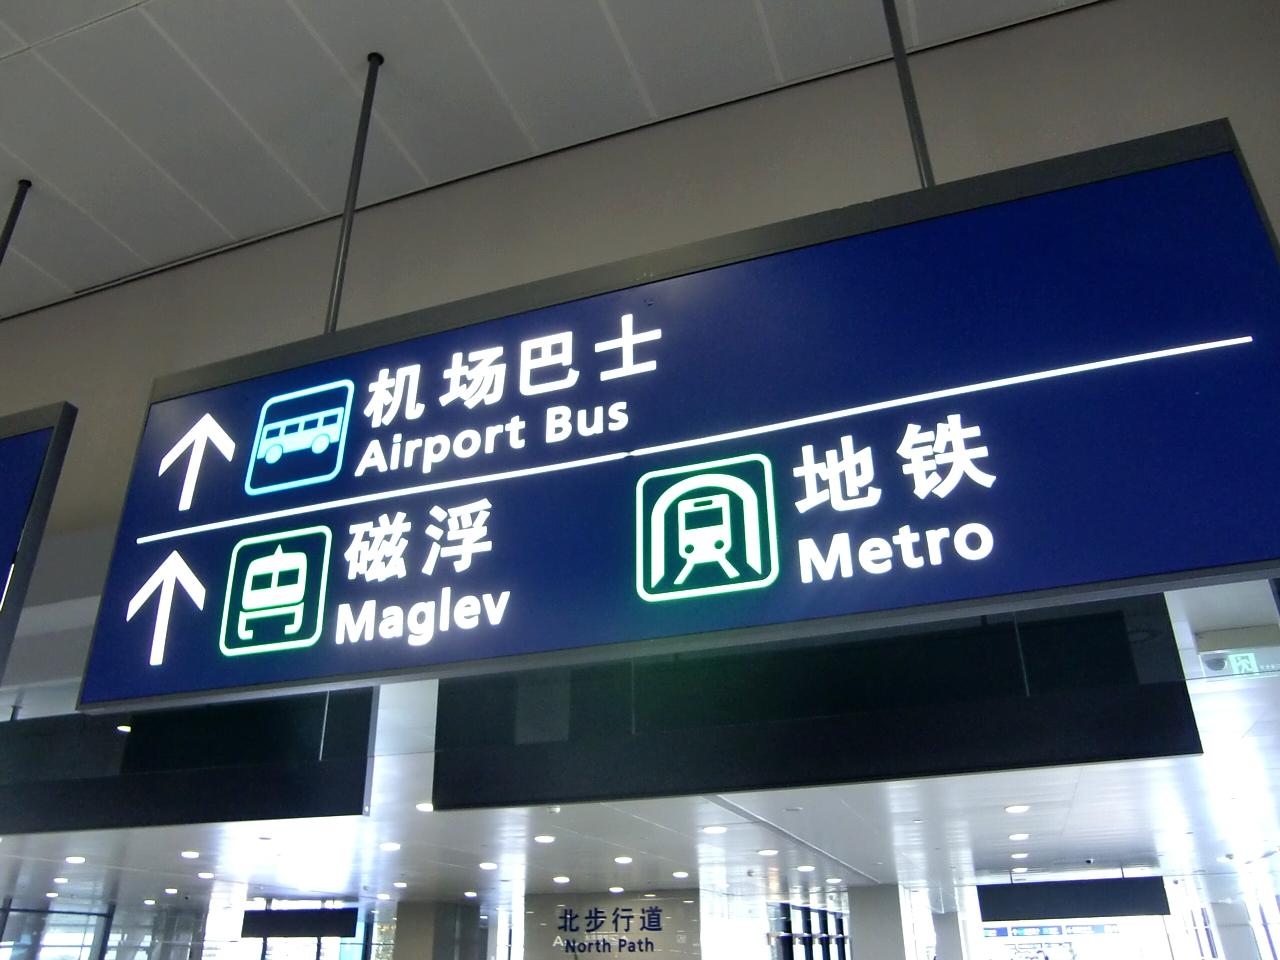 机场巴士
Airport Bus
磁浮
Maglev
地铁
Metro
北步行道
North Path